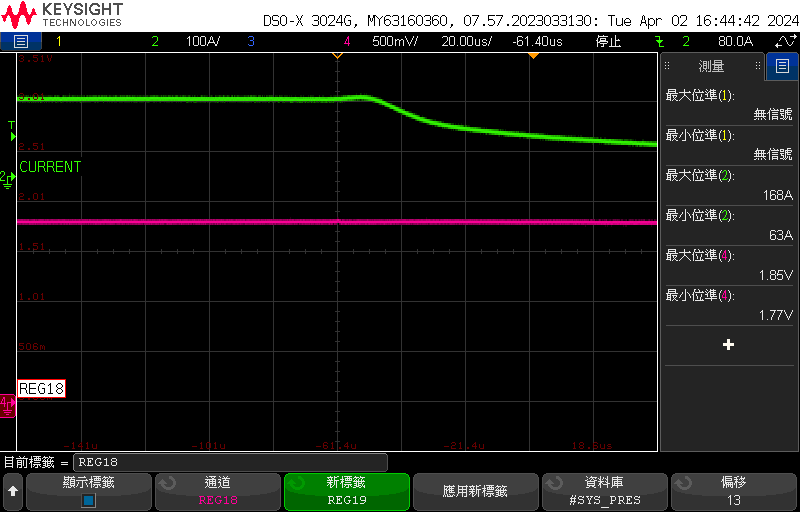 KEYSIGHT
TECHNOLOGIES
DSO-X 3024G, MY63160360, 07.57.2023033130: Tue Apr 02 16:44:42 2024
1 2 100A/ 3 4 500mV/ 20.00us/ -61.40us 停止 2 80.0A
3.51V
3.01
T
2.51
CURRENT
2
2.01
1.51
1.01
506m
REG18
4
-141u -101u -61.4u -21.4u 18.6u
測量
最大位準(1):
無信號
最小位準(1):
無信號
最大位準(2):
168A
最小位準(2):
63A
最大位準(4):
1.85V
最小位準(4):
1.77V
目前標籤 = REG18
顯示標籤
通道
REG18
新標籤
REG19
應用新標籤
資料庫
#SYS_PRES
偏移
13